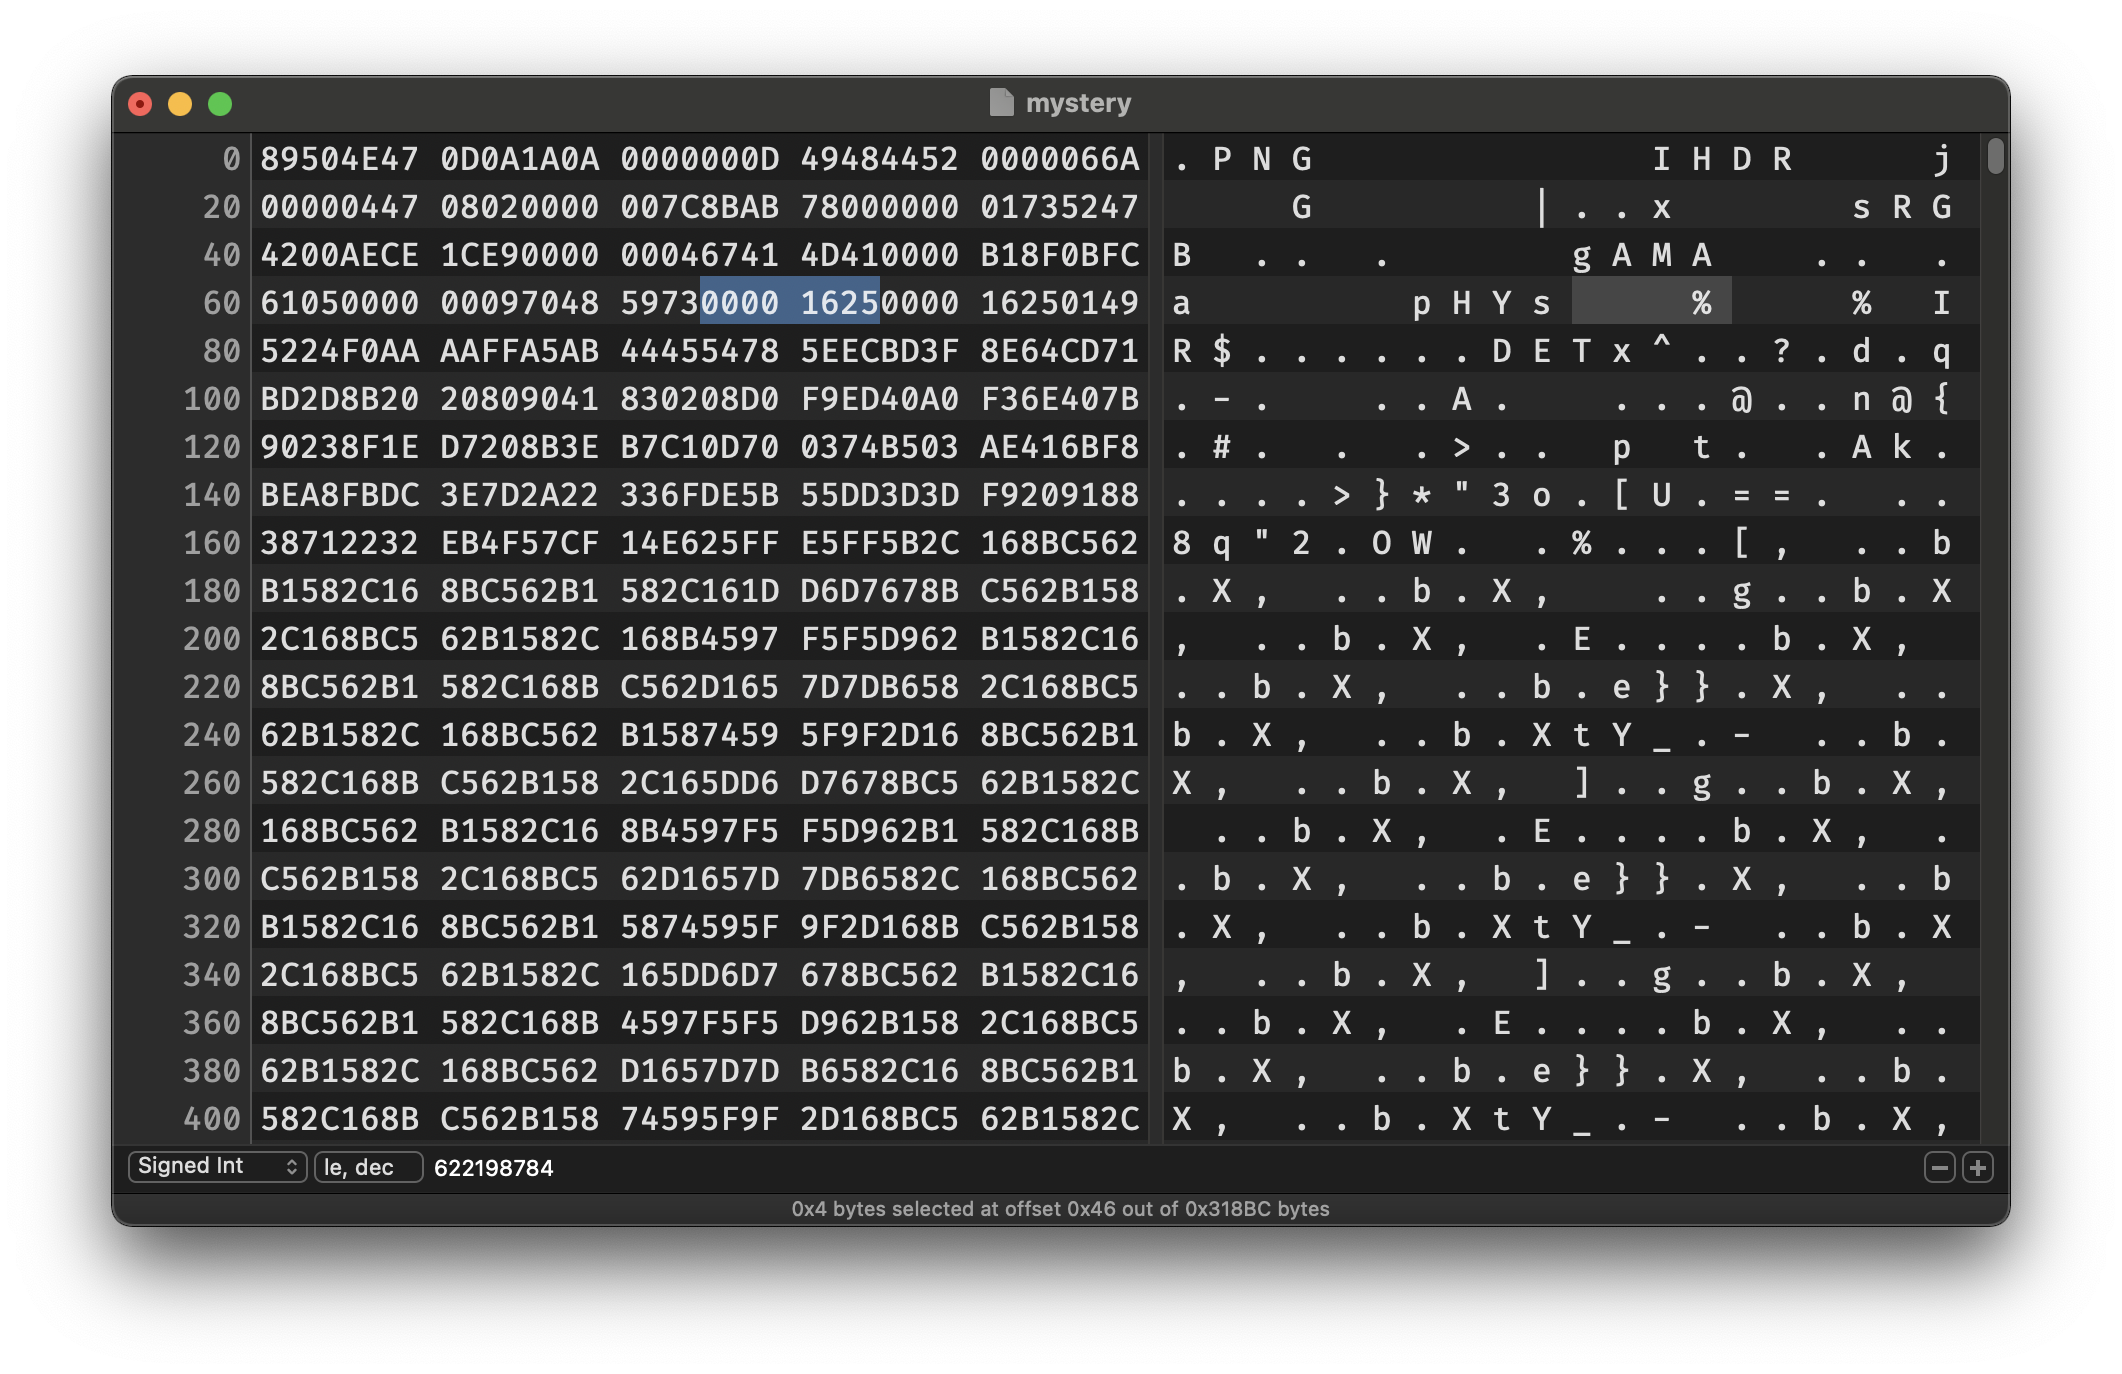 mystery
0 89504E47 0D0A1A0A 0000000D 49484452 0000066A . P N G I H D R j
20 00000447 08020000 007C8BAB 78000000 01735247 G | . . x s R G
40 4200AECE 1CE90000 00046741 4D410000 B18F0BFC B . . . g A M A . . .
60 61050000 00097048 59730000 16250000 16250149 a p H Y s % % I
80 5224F0AA AAFFA5AB 44455478 5EECBD3F 8E64CD71 R $ . . . . . . D E T x ^ . . ? . d . q
100 BD2D8B20 20809041 830208D0 F9ED40A0 F36E407B . - . . . A . . . . @ . . n @ {
120 90238F1E D7208B3E B7C10D70 0374B503 AE416BF8 . # . . . > . . p t . . A k .
140 BEA8FBDC 3E7D2A22 336FDE5B 55DD3D3D F9209188 . . . . > } * " 3 o . [ U . = = . . .
160 38712232 EB4F57CF 14E625FF E5FF5B2C 168BC562 8 q " 2 . O W . . % . . . [ , . . b
180 B1582C16 8BC562B1 582C161D D6D7678B C562B158 . X , . . b . X , . . g . . b . X
200 2C168BC5 62B1582C 168B4597 F5F5D962 B1582C16 , . . b . X , . E . . . . b . X ,
220 8BC562B1 582C168B C562D165 7D7DB658 2C168BC5 . . b . X , . . b . e } } . X , . .
240 62B1582C 168BC562 B1587459 5F9F2D16 8BC562B1 b . X , . . b . X t Y _ . - . . b .
260 582C168B C562B158 2C165DD6 D7678BC5 62B1582C X , . . b . X , ] . . g . . b . X ,
280 168BC562 B1582C16 8B4597F5 F5D962B1 582C168B . . b . X , . E . . . . b . X , .
300 C562B158 2C168BC5 62D1657D 7DB6582C 168BC562 . b . X , . . b . e } } . X , . . b
320 B1582C16 8BC562B1 5874595F 9F2D168B C562B158 . X , . . b . X t Y _ . - . . b . X
340 2C168BC5 62B1582C 165DD6D7 678BC562 B1582C16 , . . b . X , ] . . g . . b . X ,
360 8BC562B1 582C168B 4597F5F5 D962B158 2C168BC5 . . b . X , . E . . . . b . X , . .
380 62B1582C 168BC562 D1657D7D B6582C16 8BC562B1 b . X , . . b . e } } . X , . . b .
400 582C168B C562B158 74595F9F 2D168BC5 62B1582C X , . . b . X t Y _ . - . . b . X ,
Signed Int le, dec 622198784
0x4 bytes selected at offset 0x46 out of 0x318BC bytes